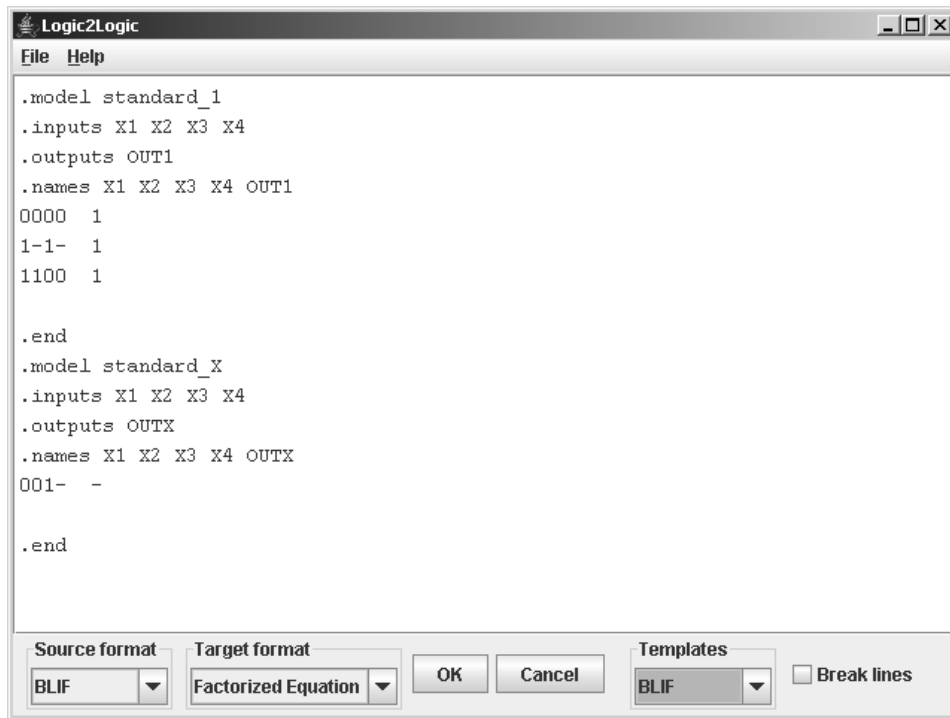 Logic2Logic
File Help
.model standard_1
.inputs X1 X2 X3 X4
.outputs OUT1
.names X1 X2 X3 X4 OUT1
0000 1
1-1- 1
1100 1
.end
.model standard_X
.inputs X1 X2 X3 X4
.outputs OUTX
.names X1 X2 X3 X4 OUTX
001- -
.end
Source format Target format Templates
BLIF Factorized Equation OK Cancel BLIF Break lines